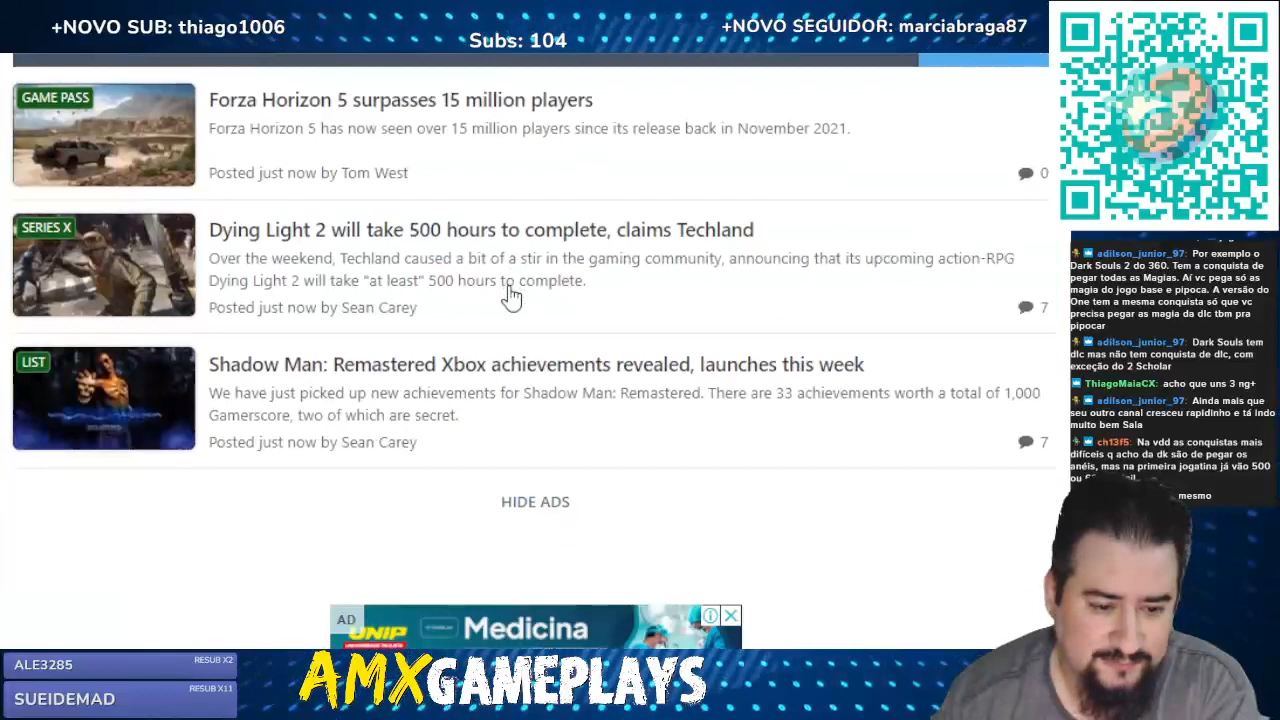 +NOVO SUB: thiago1006
Subs: 104
+NOVO SEGUIDOR: marciabraga87
GAME PASS
Forza Horizon 5 surpasses 15 million players
Forza Horizon 5 has now seen over 15 million players since its release back in November 2021.
Posted just now by Tom West
0
SERIES X
Dying Light 2 will take 500 hours to complete, claims Techland
Over the weekend, Techland caused a bit of a stir in the gaming community, announcing that its upcoming action-RPG
Dying Light 2 will take "at least" 500 hours to complete.
Posted just now by Sean Carey
7
LIST
Shadow Man: Remastered Xbox achievements revealed, launches this week
We have just picked up new achievements for Shadow Man: Remastered. There are 33 achievements worth a total of 1,000
Gamerscore, two of which are secret.
Posted just now by Sean Carey
7
HIDE ADS
AD
UNIP
Medicina
adilson_junior_97: Por exemplo o
Dark Souls 2 do 360. Tem a conquista de
pegar todas as Magias. Aí vc pega só as
magia do jogo base e pipoca. A versão do
One tem a mesma conquista só que vc
precisa pegar as magia da dlc tbm pra
pipocar
adilson_junior_97: Dark Souls tem
dlc mas não tem conquista de dlc, com
exceção do 2 Scholar
ThiagoMaiaCX: acho que uns 3 ng+
adilson_junior_97: Ainda mais que
seu outro canal cresceu rapidinho e tá indo
muito bem Sala
ch13f5: Na vdd as conquistas mais
difíceis q acho da dk são de pegar os
anéis, mas na primeira jogatina já vão 500
ou
mesmo
ALE3285
RESUB X2
SUEIDEMAD
RESUB X11
AMXGAMEPLAYS